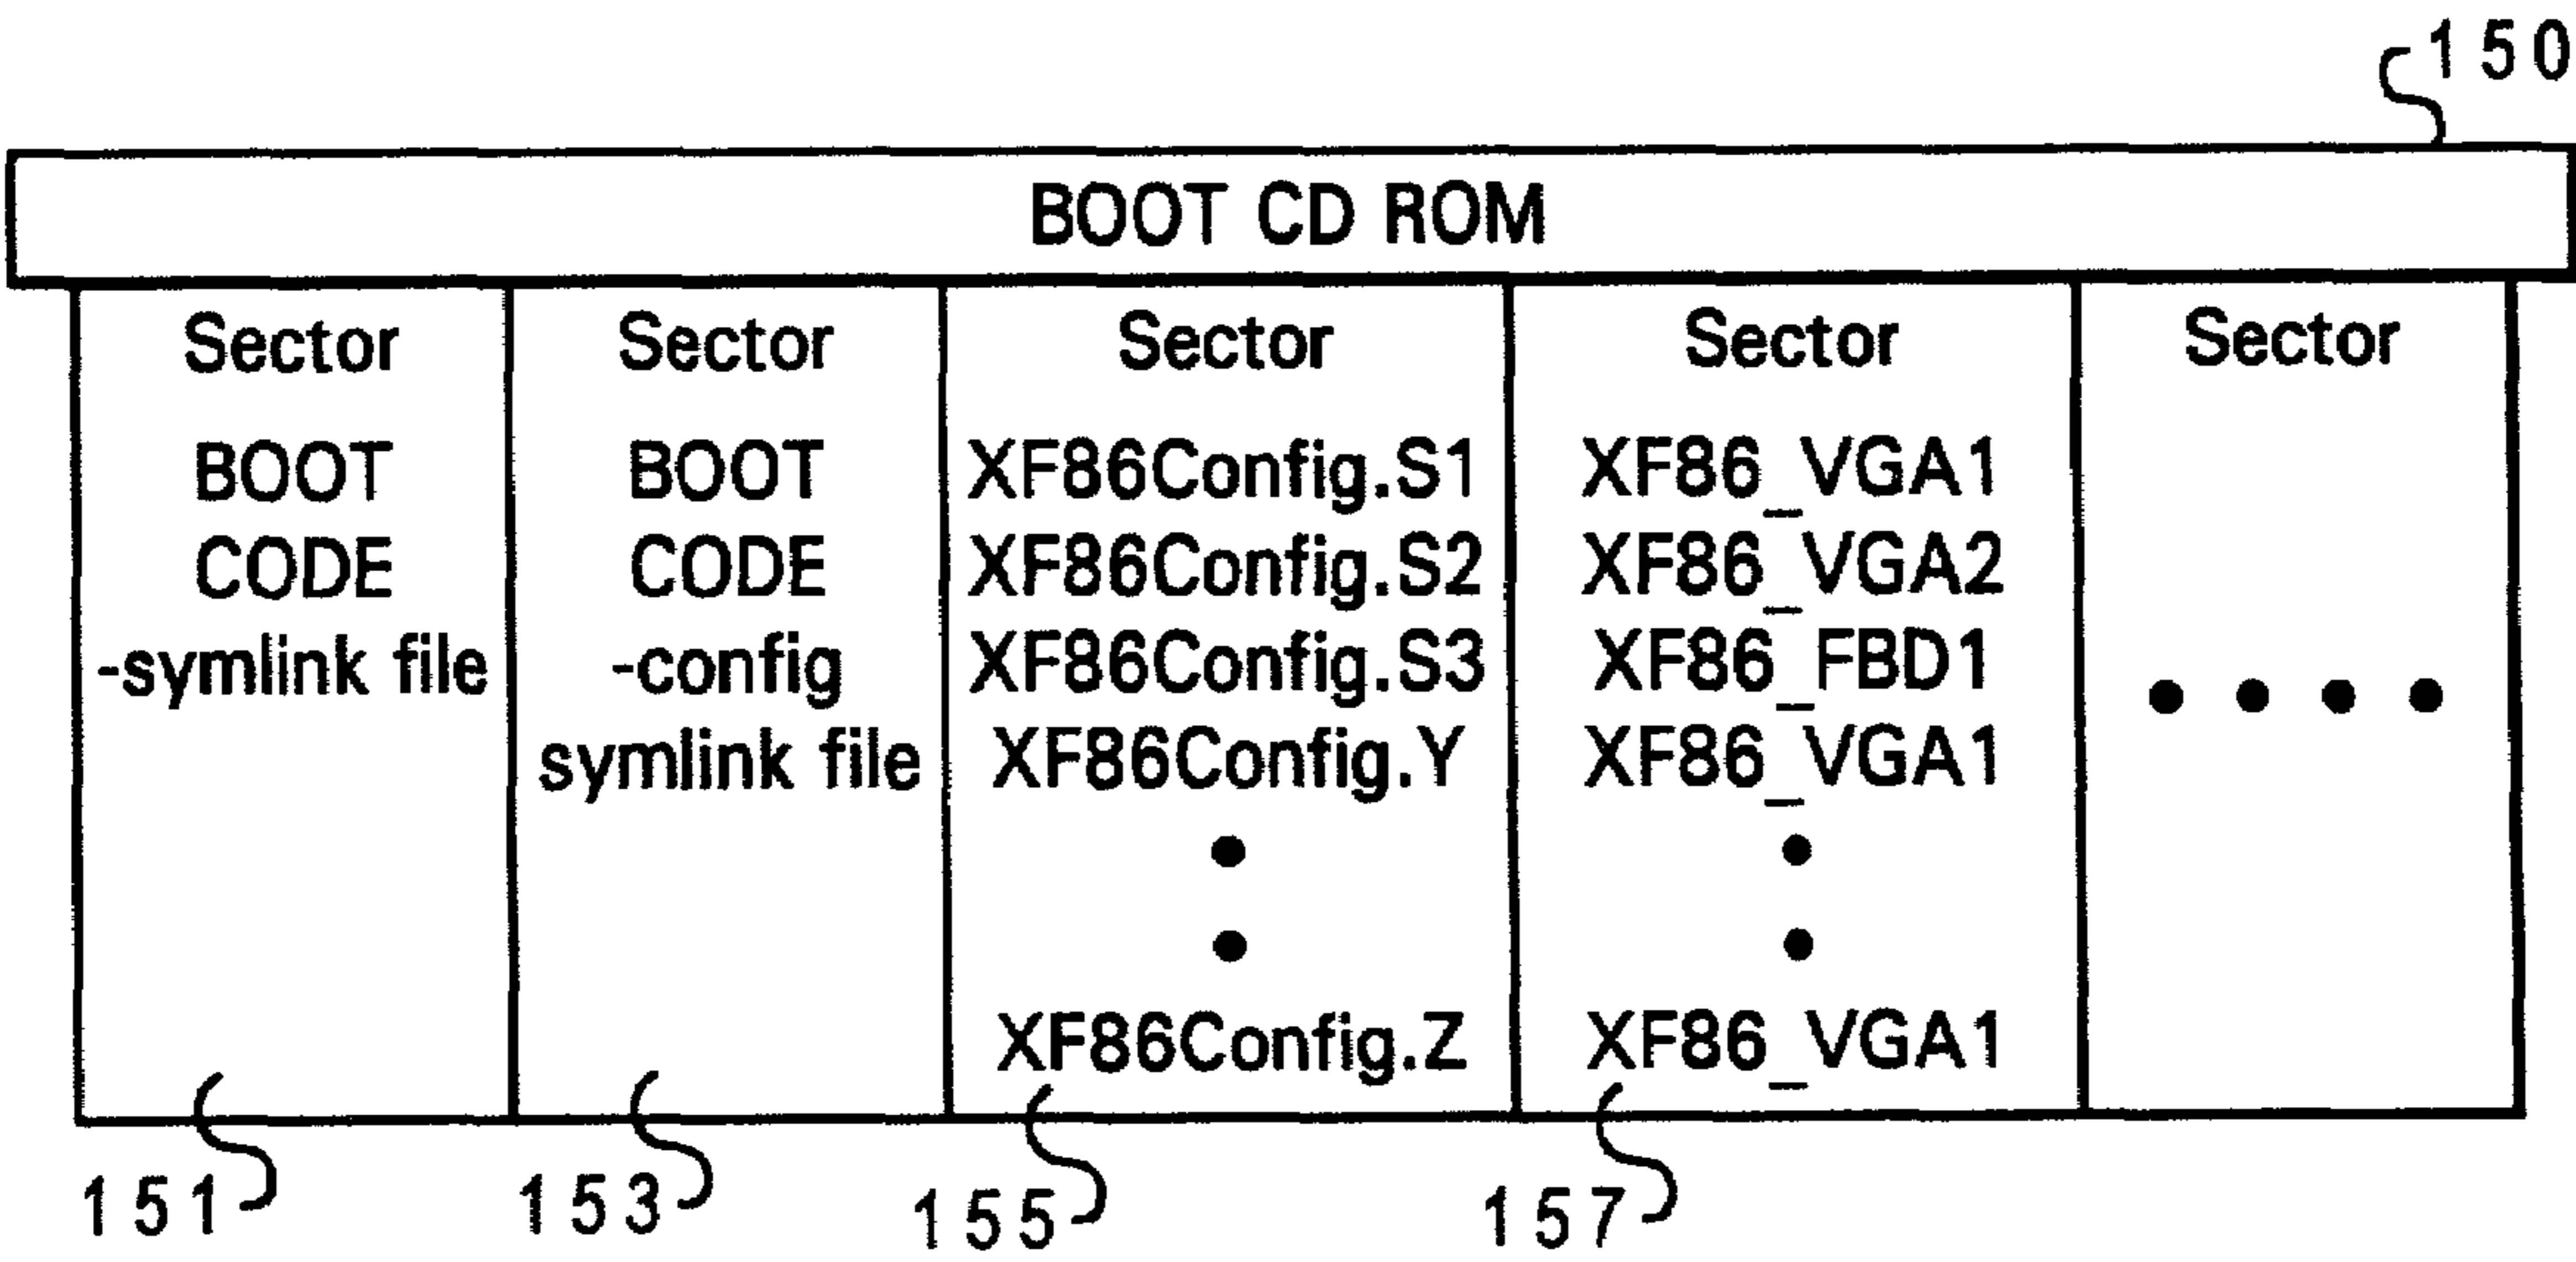 150
BOOT CD ROM
Sector
BOOT
CODE
-symlink file
151
Sector
BOOT
CODE
-config
symlink file
153
Sector
XF86Config.S1
XF86Config.S2
XF86Config.S3
XF86Config.Y
XF86Config.Z
155
Sector
XF86_VGA1
XF86_VGA2
XF86_FBD1
XF86_VGA1
XF86_VGA1
157
Sector